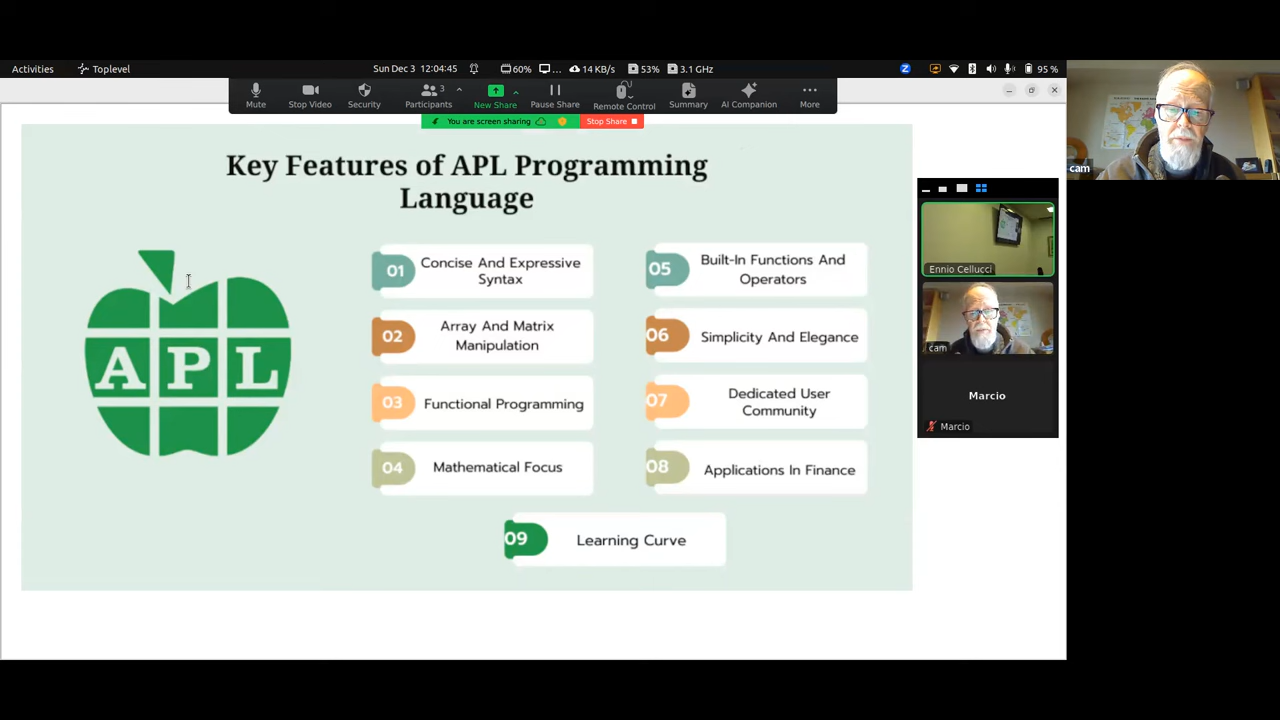 Activities
Toplevel
Sun Dec 3 12:04:45
60%
...
14 KB/s
53%
3.1 GHz
Z
95 %
Mute
Stop Video
Security
Participants
3
New Share
Pause Share
Remote Control
Summary
AI Companion
More
You are screen sharing
Stop Share
Key Features of APL Programming
Language
APL
01
Concise And Expressive
Syntax
02
Array And Matrix
Manipulation
03
Functional Programming
04
Mathematical Focus
05
Built-In Functions And
Operators
06
Simplicity And Elegance
07
Dedicated User
Community
08
Applications In Finance
09
Learning Curve
cam
Ennio Cellucci
cam
Marcio
Marcio